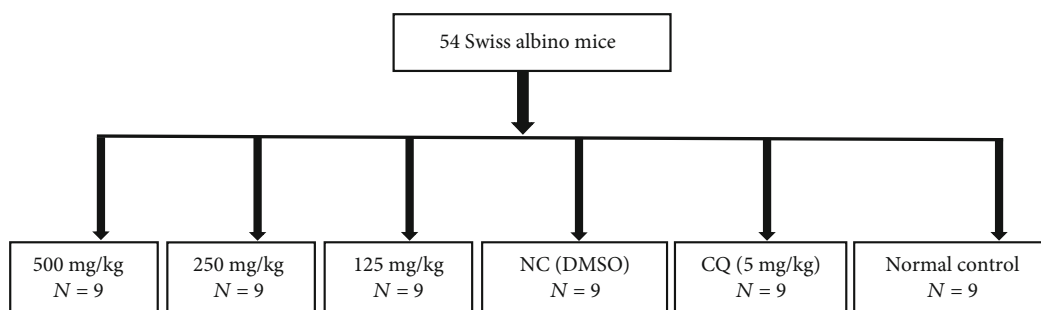 54 Swiss albino mice
500 mg/kg
N = 9
250 mg/kg
N = 9
125 mg/kg
N = 9
NC (DMSO)
N = 9
CQ (5 mg/kg)
N = 9
Normal control
N = 9